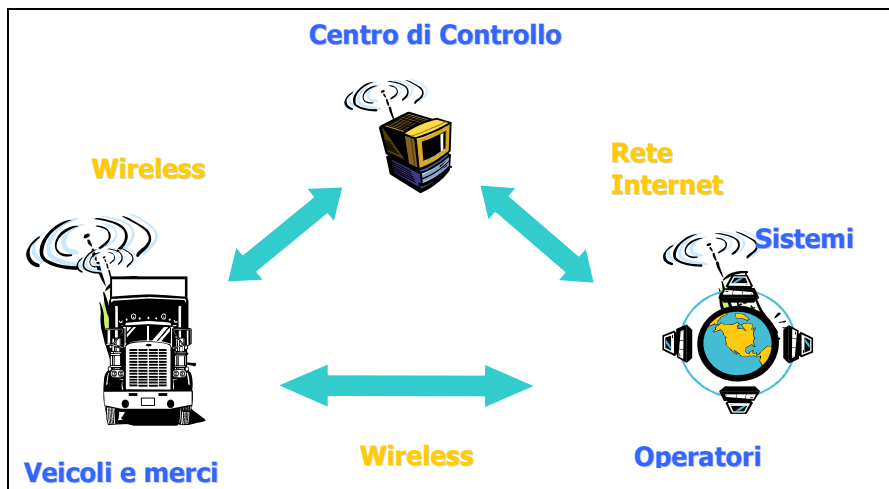 Centro di Controllo
Wireless
Rete
Internet
Sistemi
Wireless
Operatori
Veicoli e merci